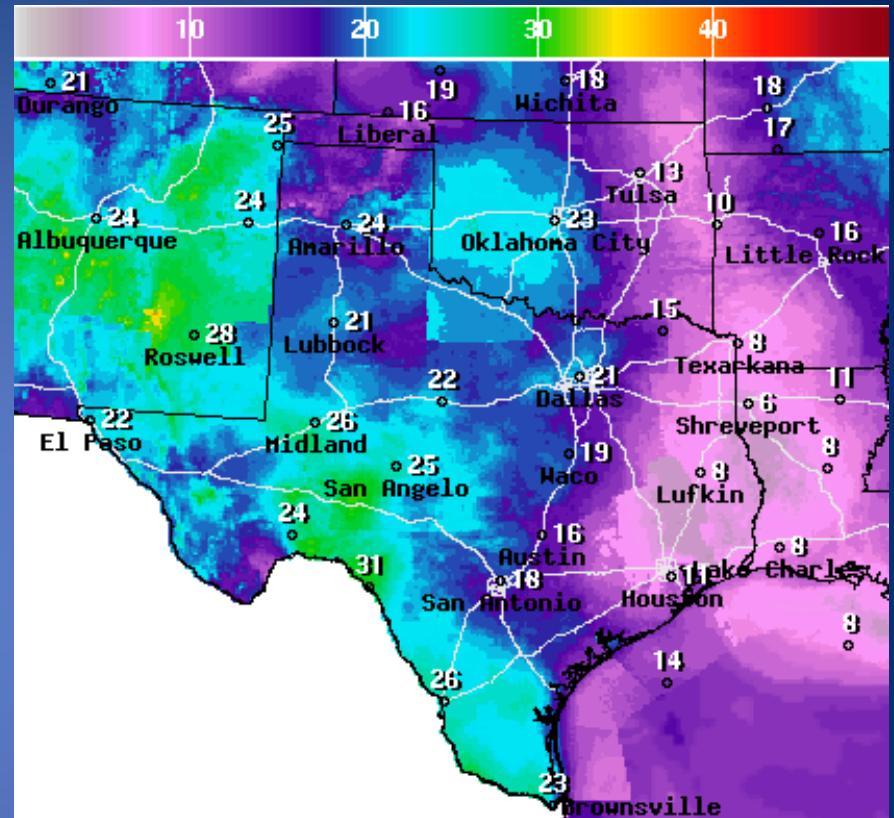 10 20 30 40
21 19 18 18
Durango Wichita
16
Liberal
25 17
13
Tulsa
24 24 24 23 10 16
Albuquerque Amarillo Oklahoma City Little Rock
28 21 15 8
Roswell Lubbock Texarkana
21
Dallas
22 6 11
Shreveport
22 26
El Paso Midland
25 19 8 8
San Angelo Waco Lufkin
24 16 8
Austin Lake Charles
31 18 11
San Antonio Houston
8
14
26
23
Brownsville